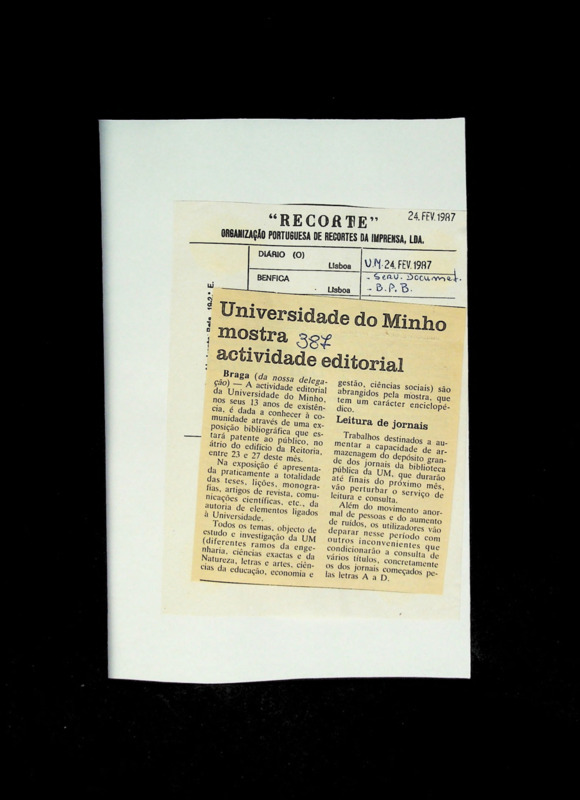 "RECORTE"
24. FEV. 1987
ORGANIZAÇÃO PORTUGUESA DE RECORTES DA IMPRENSA, LDA.
DIÁRIO (O)
Lisboa
U.M. 24. FEV. 1987
BENFICA
Lisboa
- Serv. Documet.
- B.P.B.
Universidade do Minho
mostra 387
actividade editorial
Braga (da nossa delega-
ção) — A actividade editorial
da Universidade do Minho,
nos seus 13 anos de existên-
cia, é dada a conhecer à co-
munidade através de uma ex-
posição bibliográfica que es-
tará patente ao público, no
átrio do edifício da Reitoria,
entre 23 e 27 deste mês.
Na exposição é apresenta-
da praticamente a totalidade
das teses, lições, monogra-
fias, artigos de revista, comu-
nicações científicas, etc., da
autoria de elementos ligados
à Universidade.
Todos os temas, objecto de
estudo e investigação da UM
(diferentes ramos da enge-
nharia, ciências exactas e da
Natureza, letras e artes, ciên-
cias da educação, economia e
gestão, ciências sociais) são
abrangidos pela mostra, que
tem um carácter enciclopé-
dico.
Leitura de jornais
Trabalhos destinados a au-
mentar a capacidade de ar-
mazenagem do depósito gran-
de dos jornais da biblioteca
pública da UM, que durarão
até finais do próximo mês,
vão perturbar o serviço de
leitura e consulta.
Além do movimento anor-
mal de pessoas e do aumento
de ruídos, os utilizadores vão
deparar nesse período com
outros inconvenientes que
condicionarão a consulta de
vários títulos, concretamente
os dos jornais começados pe-
las letras A a D.